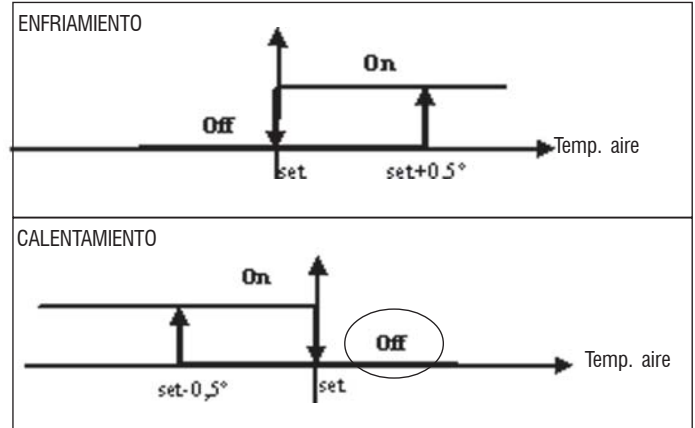 ENFRIAMIENTO
On
Off
Temp. aire
set
set+0.5°
CALENTAMIENTO
On
Off
Temp. aire
set-0,5°
set